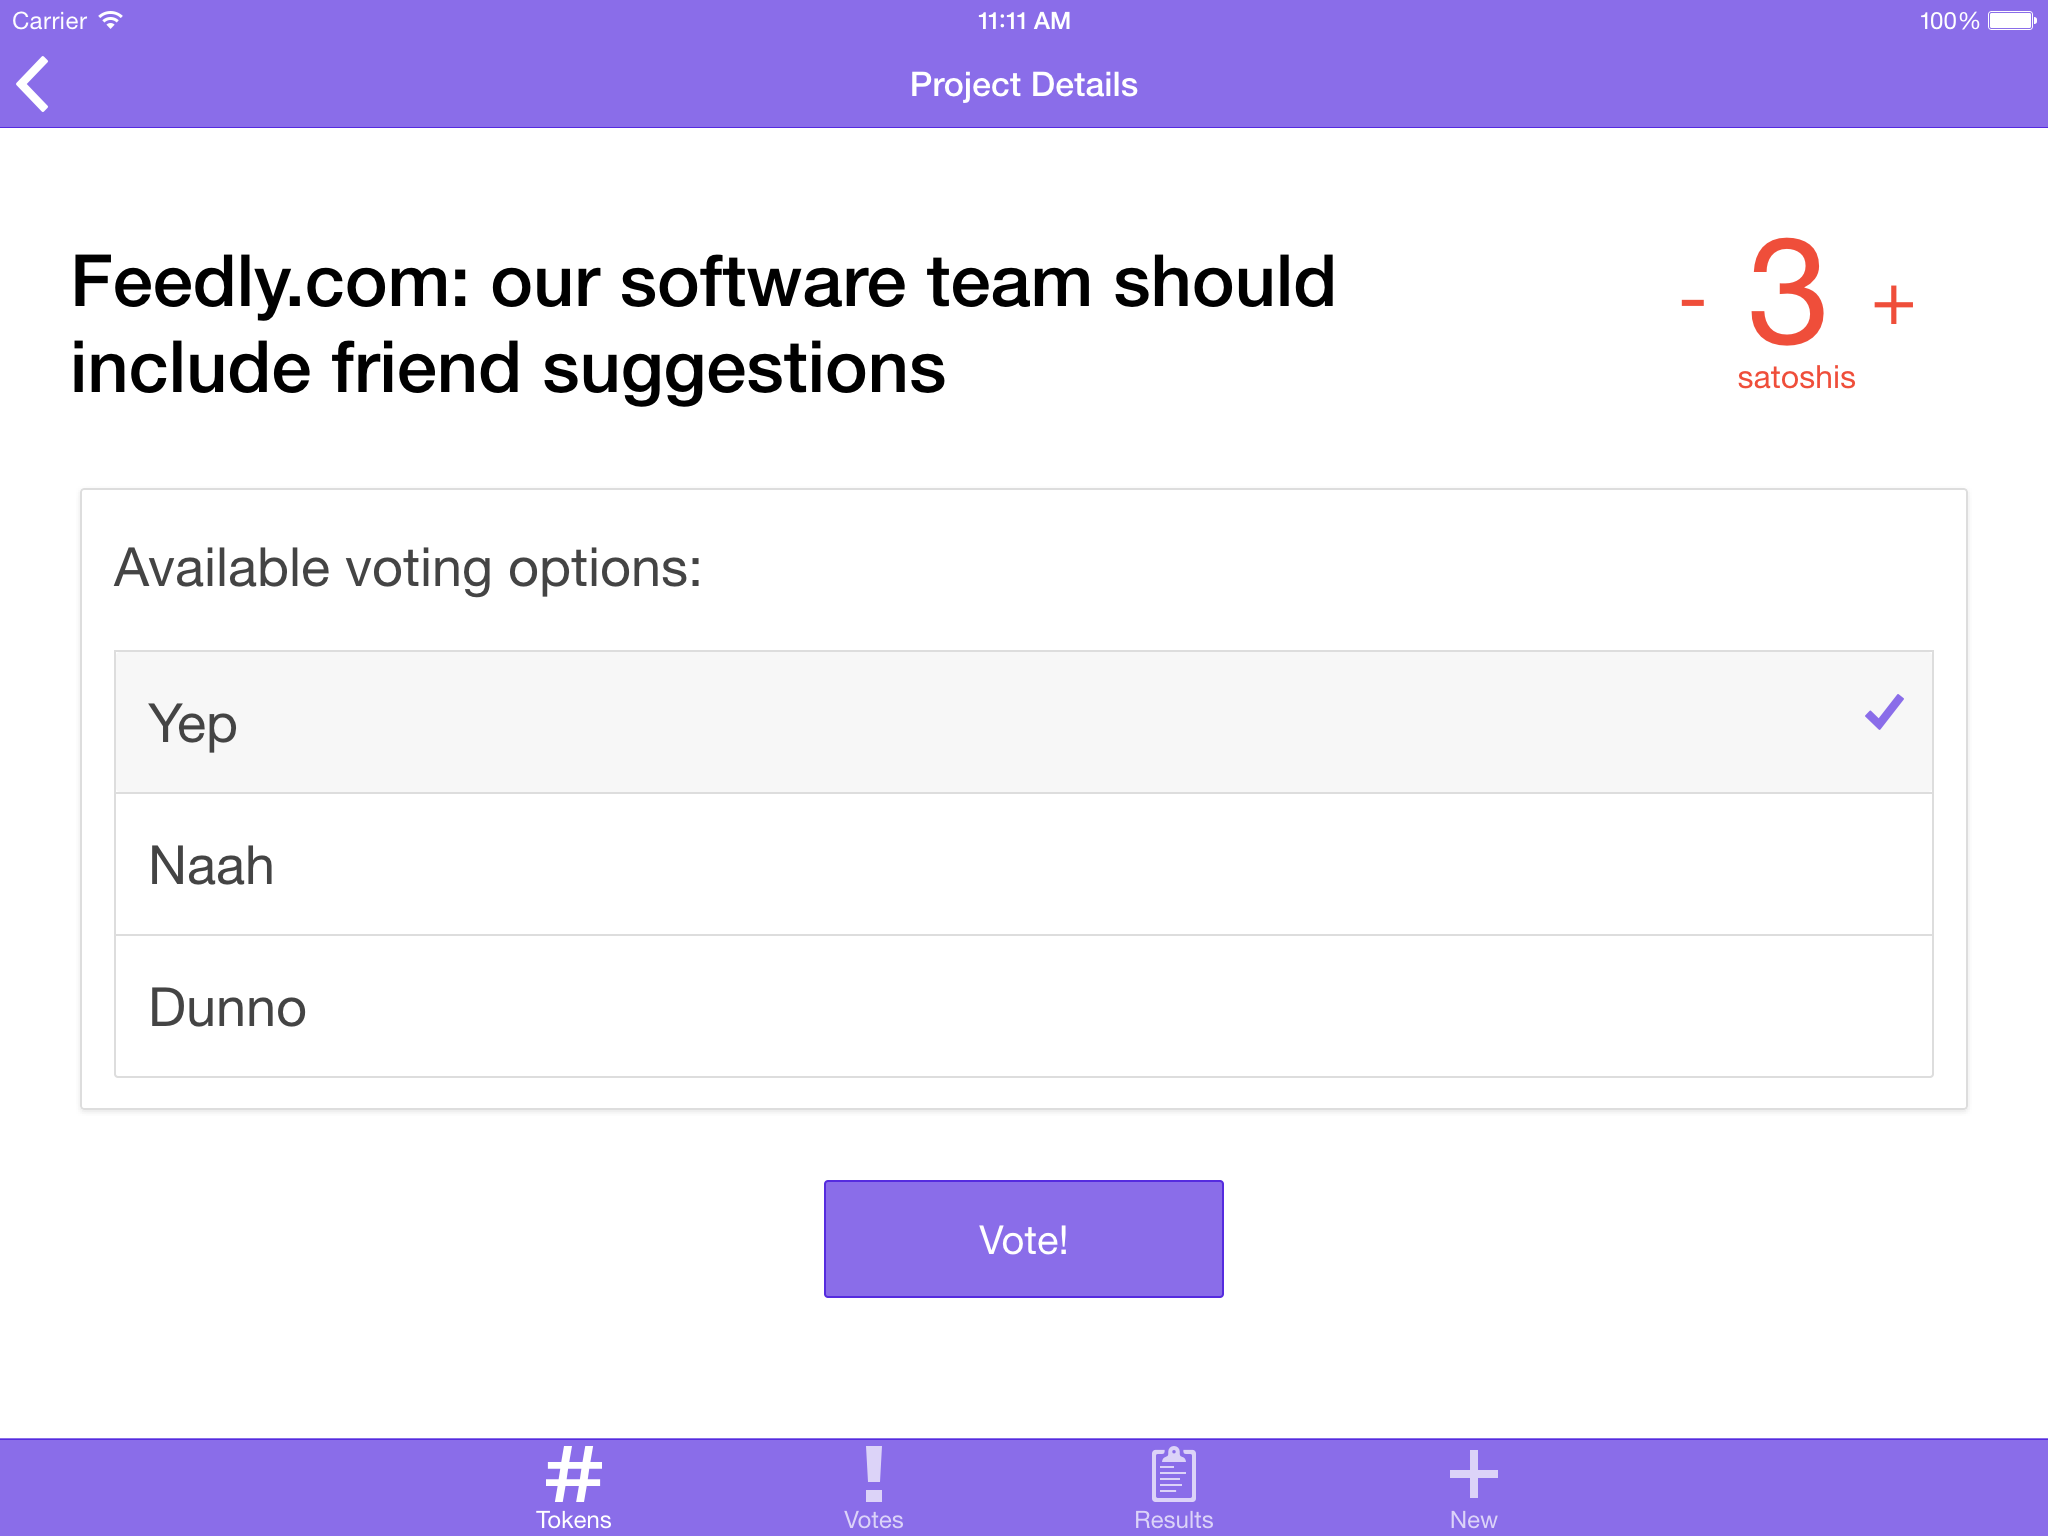 Carrier 11:11 AM 100%
Project Details
Feedly.com: our software team should
include friend suggestions
- 3 +
satoshis
Available voting options:
Yep
Naah
Dunno
Vote!
Tokens Votes Results New